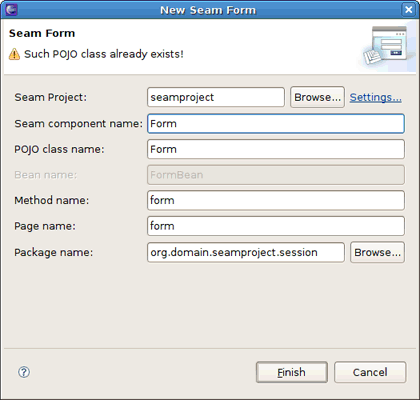 New Seam Form
Seam Form
Such POJO class already exists!
Seam Project: seamproject Browse... Settings...
Seam component name: Form
POJO class name: Form
Bean name: FormBean
Method name: form
Page name: form
Package name: org.domain.seamproject.session Browse...
? Finish Cancel